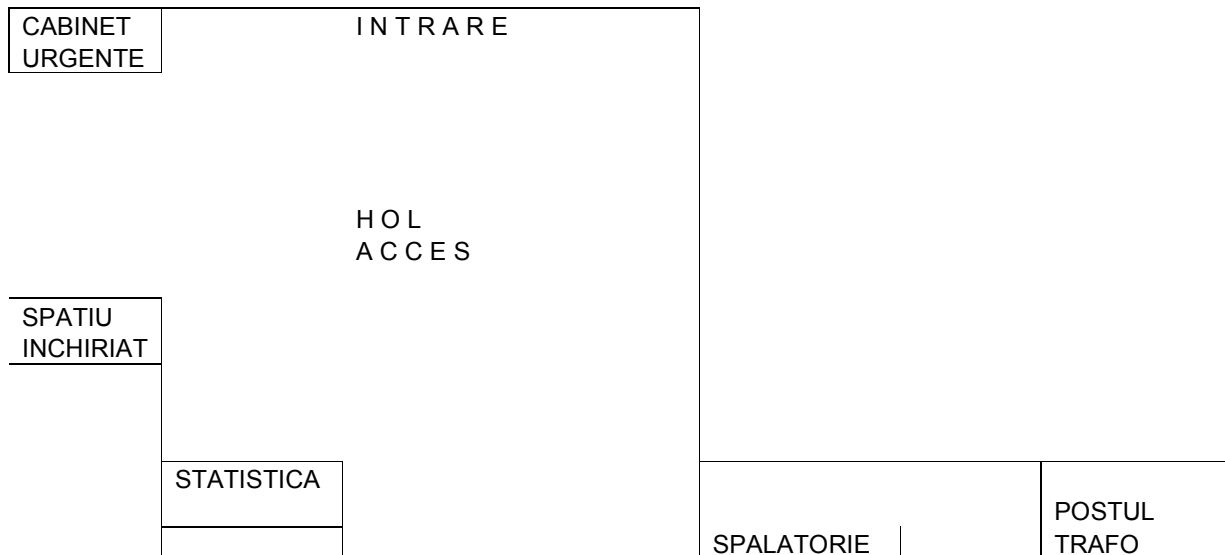 CABINET
URGENTE
I N T R A R E
H O L
A C C E S
SPATIU
INCHIRIAT
STATISTICA
SPALATORIE
POSTUL
TRAFO